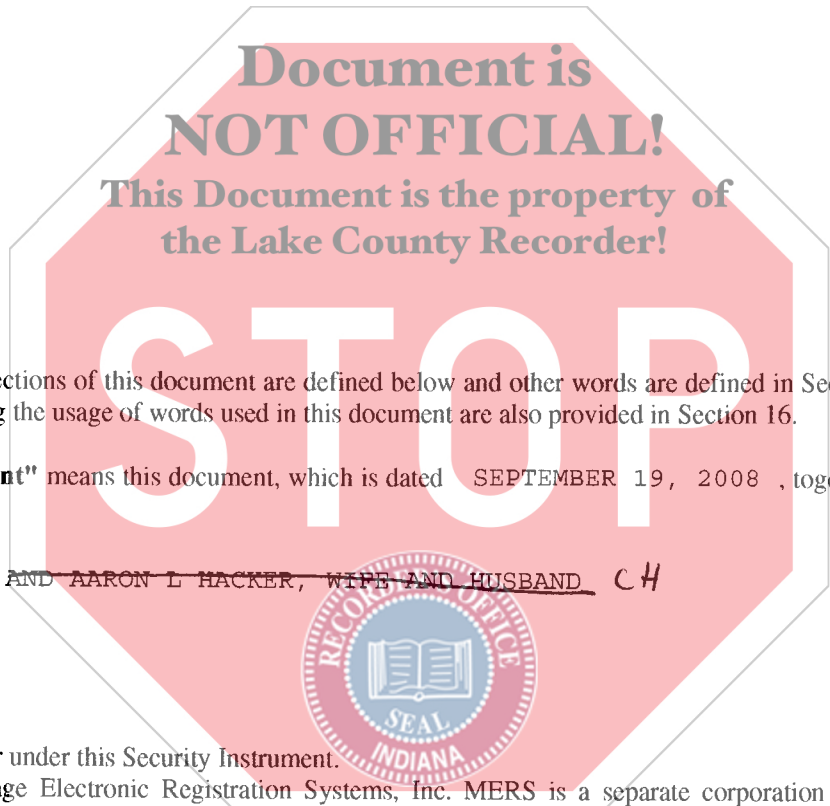 Document is
NOT OFFICIAL!
This Document is the property of
the Lake County Recorder!
STOP
ctions of this document are defined below and other words are defined in Sec
g the usage of words used in this document are also provided in Section 16.
nt" means this document, which is dated SEPTEMBER 19, 2008 , toge
AND AARON L HACKER, WIFE AND HUSBAND CH
RECORDER'S OFFICE
SEAL
INDIANA
r under this Security Instrument.
ge Electronic Registration Systems, Inc. MERS is a separate corporation